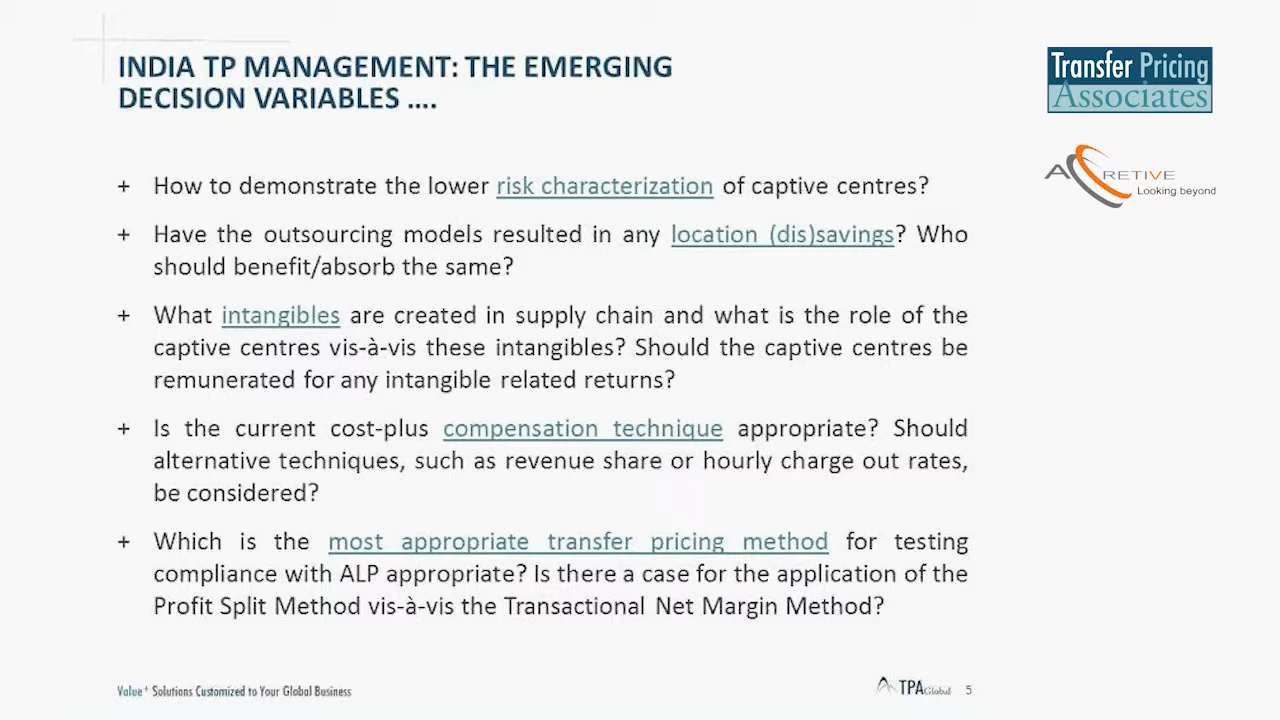 INDIA TP MANAGEMENT: THE EMERGING
DECISION VARIABLES ....
Transfer Pricing
Associates
ACCRETIVE
Looking beyond
+ How to demonstrate the lower risk characterization of captive centres?
+ Have the outsourcing models resulted in any location (dis)savings? Who
should benefit/absorb the same?
+ What intangibles are created in supply chain and what is the role of the
captive centres vis-à-vis these intangibles? Should the captive centres be
remunerated for any intangible related returns?
+ Is the current cost-plus compensation technique appropriate? Should
alternative techniques, such as revenue share or hourly charge out rates,
be considered?
+ Which is the most appropriate transfer pricing method for testing
compliance with ALP appropriate? Is there a case for the application of the
Profit Split Method vis-à-vis the Transactional Net Margin Method?
Value+ Solutions Customized to Your Global Business
TPA Global 5